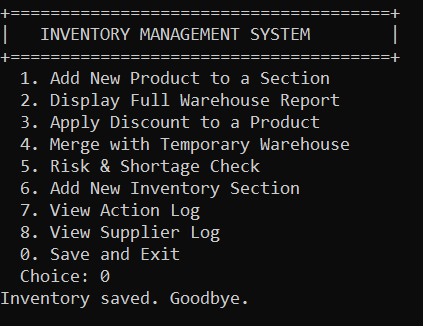 +======================================+
|   INVENTORY MANAGEMENT SYSTEM        |
+======================================+
  1. Add New Product to a Section
  2. Display Full Warehouse Report
  3. Apply Discount to a Product
  4. Merge with Temporary Warehouse
  5. Risk & Shortage Check
  6. Add New Inventory Section
  7. View Action Log
  8. View Supplier Log
  0. Save and Exit
  Choice: 0
Inventory saved. Goodbye.